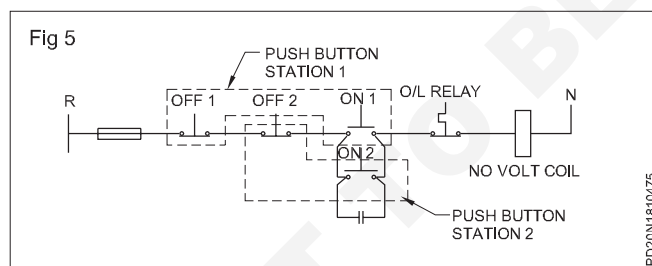 Fig 5
PUSH BUTTON
STATION 1
R
OFF 1
OFF 2
ON 1
O/L RELAY
N
ON 2
NO VOLT COIL
PUSH BUTTON
STATION 2
PD20N1810475